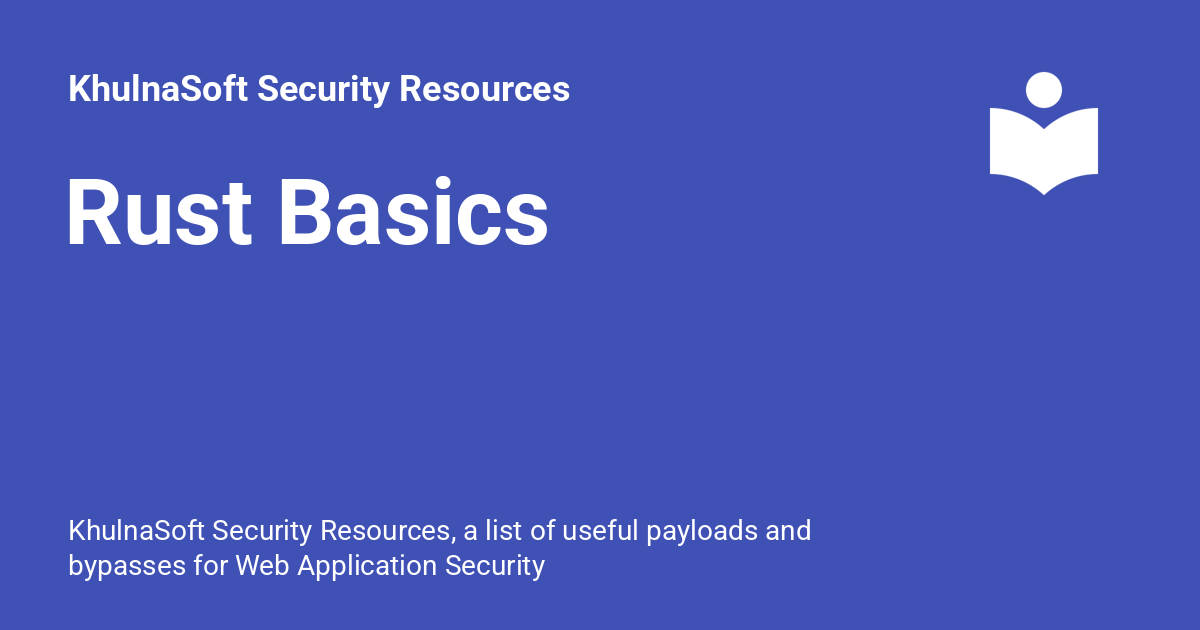 KhulnaSoft Security Resources
Rust Basics
KhulnaSoft Security Resources, a list of useful payloads and
bypasses for Web Application Security